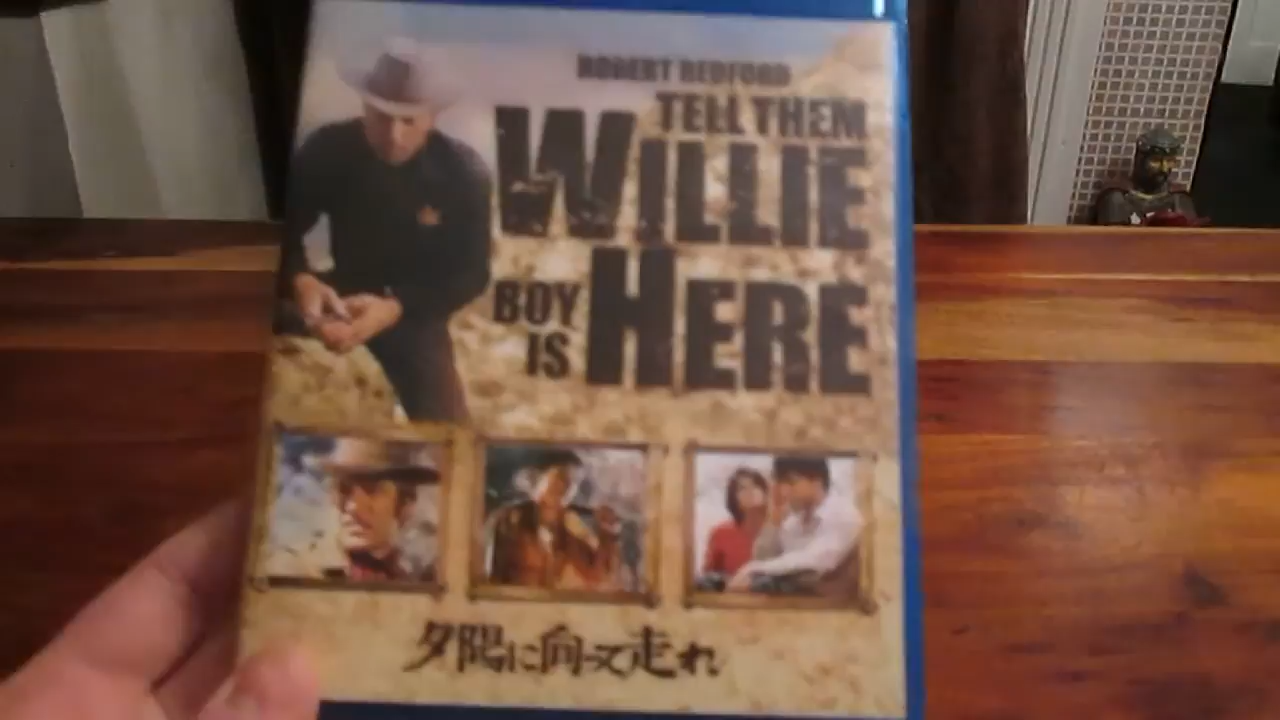 ROBERT REDFORD
TELL THEM
WILLIE
BOY
IS
HERE
夕陽に向って走れ